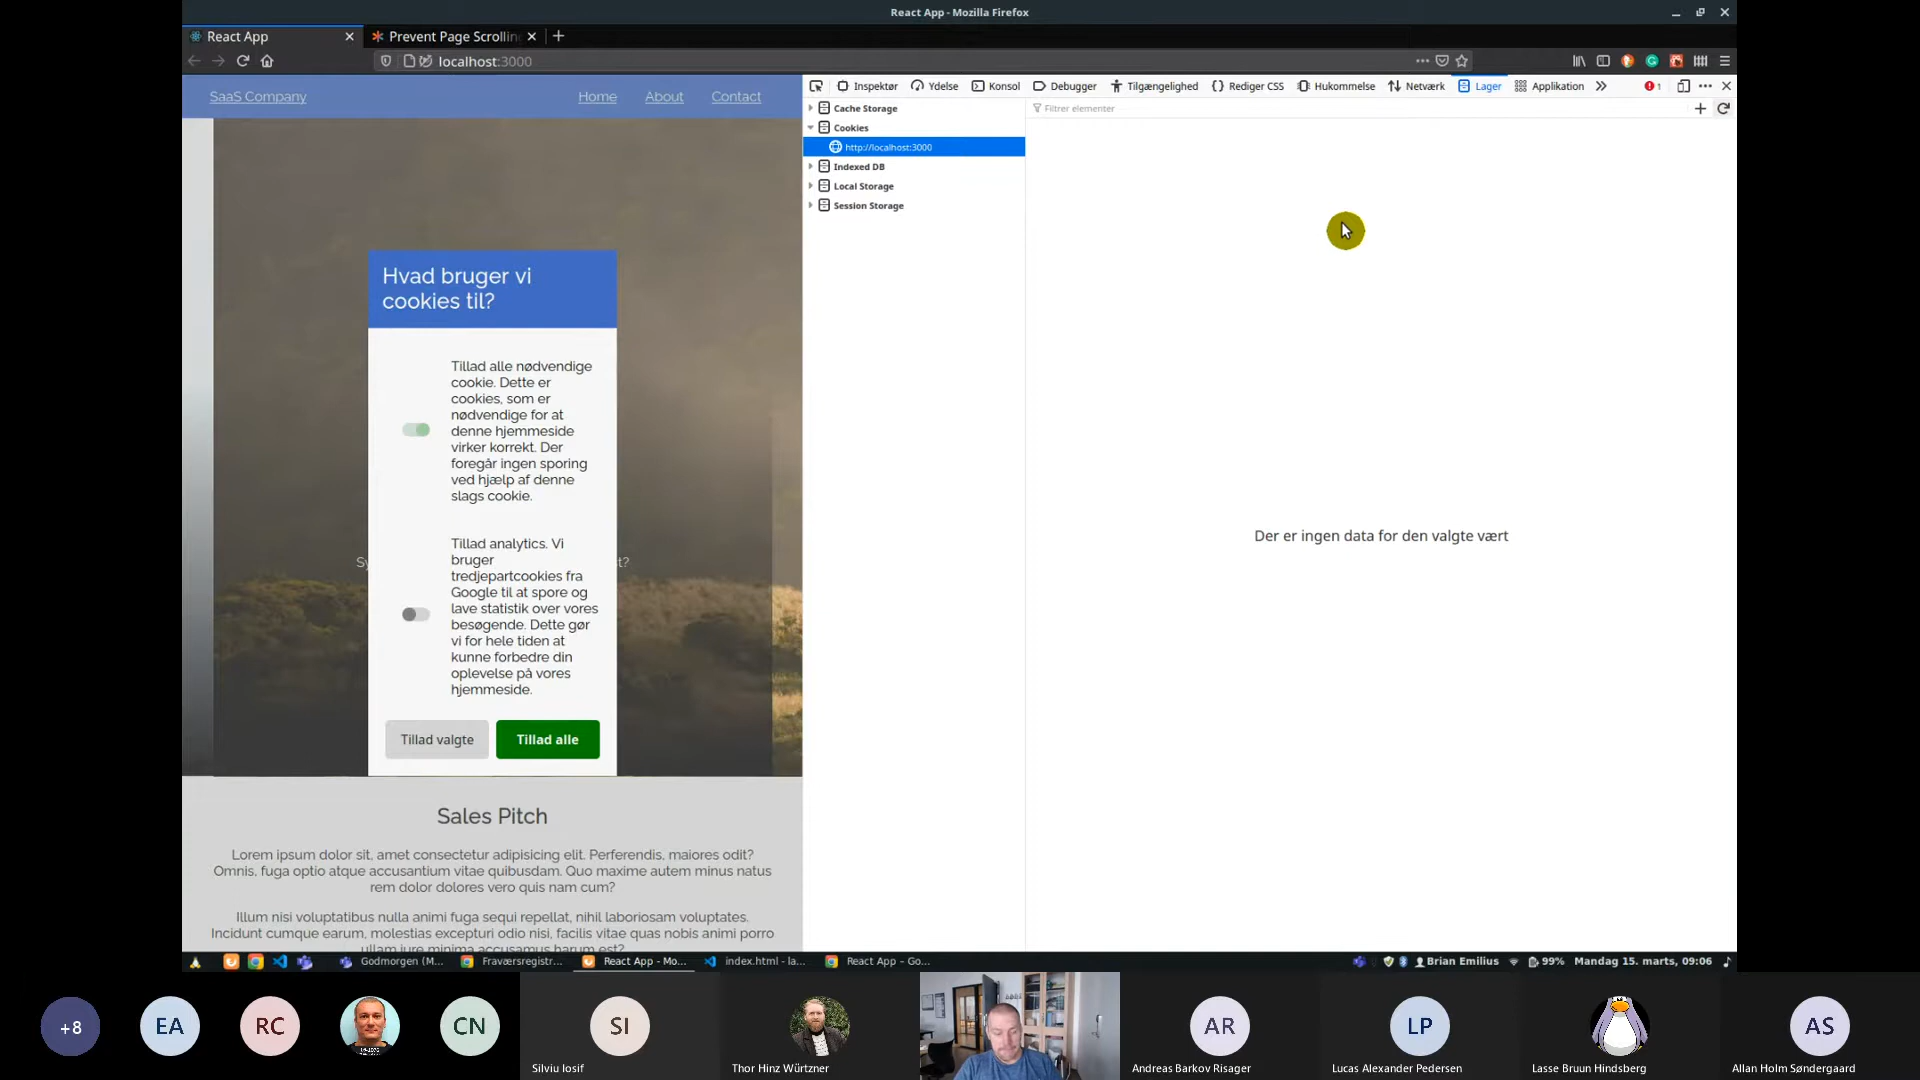 React App - Mozilla Firefox
React App
Prevent Page Scrolling
localhost:3000
SaaS Company
Home
About
Contact
Inspektør
Ydelse
Konsol
Debugger
Tilgængelighed
Rediger CSS
Hukommelse
Netværk
Lager
Applikation
1
Cache Storage
Filtrer elementer
Cookies
http://localhost:3000
Indexed DB
Local Storage
Session Storage
Hvad bruger vi
cookies til?
Tillad alle nødvendige
cookie. Dette er
cookies, som er
nødvendige for at
denne hjemmeside
virker korrekt. Der
foregår ingen sporing
ved hjælp af denne
slags cookie.
Der er ingen data for den valgte vært
Tillad analytics. Vi
bruger
tredjepartcookies fra
Google til at spore og
lave statistik over vores
besøgende. Dette gør
vi for hele tiden at
kunne forbedre din
oplevelse på vores
hjemmeside.
Sy
t?
Tillad valgte
Tillad alle
Sales Pitch
Lorem ipsum dolor sit, amet consectetur adipisicing elit. Perferendis, maiores odit?
Omnis, fuga optio atque accusantium vitae quibusdam. Quo maxime autem minus natus
rem dolor dolores vero quis nam cum?
Illum nisi voluptatibus nulla animi fuga sequi repellat, nihil laboriosam voluptates.
Incidunt cumque earum, molestias excepturi odio nisi, facilis vitae quas nobis animi porro
ullam iure minima accusamus harum est?
Godmorgen (M...
Fraværsregistr...
React App - Mo...
index.html - la...
React App - Go...
Brian Emilius
99%
Mandag 15. marts, 09:06
+8
EA
RC
CN
SI
AR
LP
AS
Silviu Iosif
Thor Hinz Würtzner
Andreas Barkov Risager
Lucas Alexander Pedersen
Lasse Bruun Hindsberg
Allan Holm Søndergaard